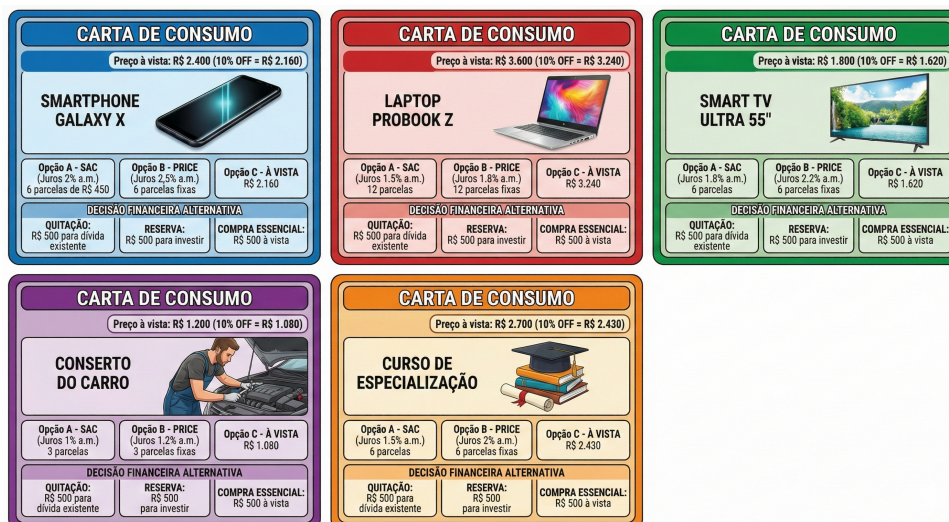 CARTA DE CONSUMO
Preço à vista: R$ 2.400 (10% OFF = R$ 2.160)
SMARTPHONE
GALAXY X
Opção A - SAC
(Juros 2% a.m.)
6 parcelas de R$ 450
Opção B - PRICE
(Juros 2,5% a.m.)
6 parcelas fixas
Opção C - À VISTA
R$ 2.160
DECISÃO FINANCEIRA ALTERNATIVA
QUITAÇÃO:
R$ 500 para dívida
existente
RESERVA:
R$ 500 para investir
COMPRA ESSENCIAL:
R$ 500 à vista
CARTA DE CONSUMO
Preço à vista: R$ 3.600 (10% OFF = R$ 3.240)
LAPTOP
PROBOOK Z
Opção A - SAC
(Juros 1.5% a.m.)
12 parcelas
Opção B - PRICE
(Juros 1.8% a.m.)
12 parcelas fixas
Opção C - À VISTA
R$ 3.240
DECISÃO FINANCEIRA ALTERNATIVA
QUITAÇÃO:
R$ 500 para dívida
existente
RESERVA:
R$ 500 para investir
COMPRA ESSENCIAL:
R$ 500 à vista
CARTA DE CONSUMO
Preço à vista: R$ 1.800 (10% OFF = R$ 1.620)
SMART TV
ULTRA 55"
Opção A - SAC
(Juros 1.8% a.m.)
6 parcelas
Opção B - PRICE
(Juros 2.2% a.m.)
6 parcelas fixas
Opção C - À VISTA
R$ 1.620
DECISÃO FINANCEIRA ALTERNATIVA
QUITAÇÃO:
R$ 500 para dívida
existente
RESERVA:
R$ 500 para investir
COMPRA ESSENCIAL:
R$ 500 à vista
CARTA DE CONSUMO
Preço à vista: R$ 1.200 (10% OFF = R$ 1.080)
CONSERTO
DO CARRO
Opção A - SAC
(Juros 1% a.m.)
3 parcelas
Opção B - PRICE
(Juros 1.2% a.m.)
3 parcelas fixas
Opção C - À VISTA
R$ 1.080
DECISÃO FINANCEIRA ALTERNATIVA
QUITAÇÃO:
R$ 500 para
dívida existente
RESERVA:
R$ 500
para investir
COMPRA ESSENCIAL:
R$ 500 à vista
CARTA DE CONSUMO
Preço à vista: R$ 2.700 (10% OFF = R$ 2.430)
CURSO DE
ESPECIALIZAÇÃO
Opção A - SAC
(Juros 1.5% a.m.)
6 parcelas
Opção B - PRICE
(Juros 2% a.m.)
6 parcelas fixas
Opção C - À VISTA
R$ 2.430
DECISÃO FINANCEIRA ALTERNATIVA
QUITAÇÃO:
R$ 500 para
dívida existente
RESERVA:
R$ 500
para investir
COMPRA ESSENCIAL:
R$ 500 à vista